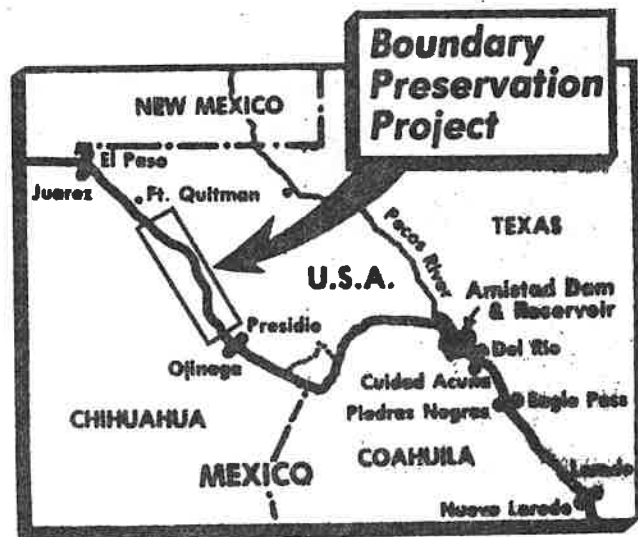 Boundary
Preservation
Project
NEW MEXICO
El Paso
Juarez
Ft. Quitman
Pecos River
TEXAS
U.S.A.
Amistad Dam
& Reservoir
Presidio
Ojinaga
Del Rio
Cuidad Acuña
Piedras Negras
Eagle Pass
CHIHUAHUA
MEXICO
COAHUILA
Laredo
Nuevo Laredo